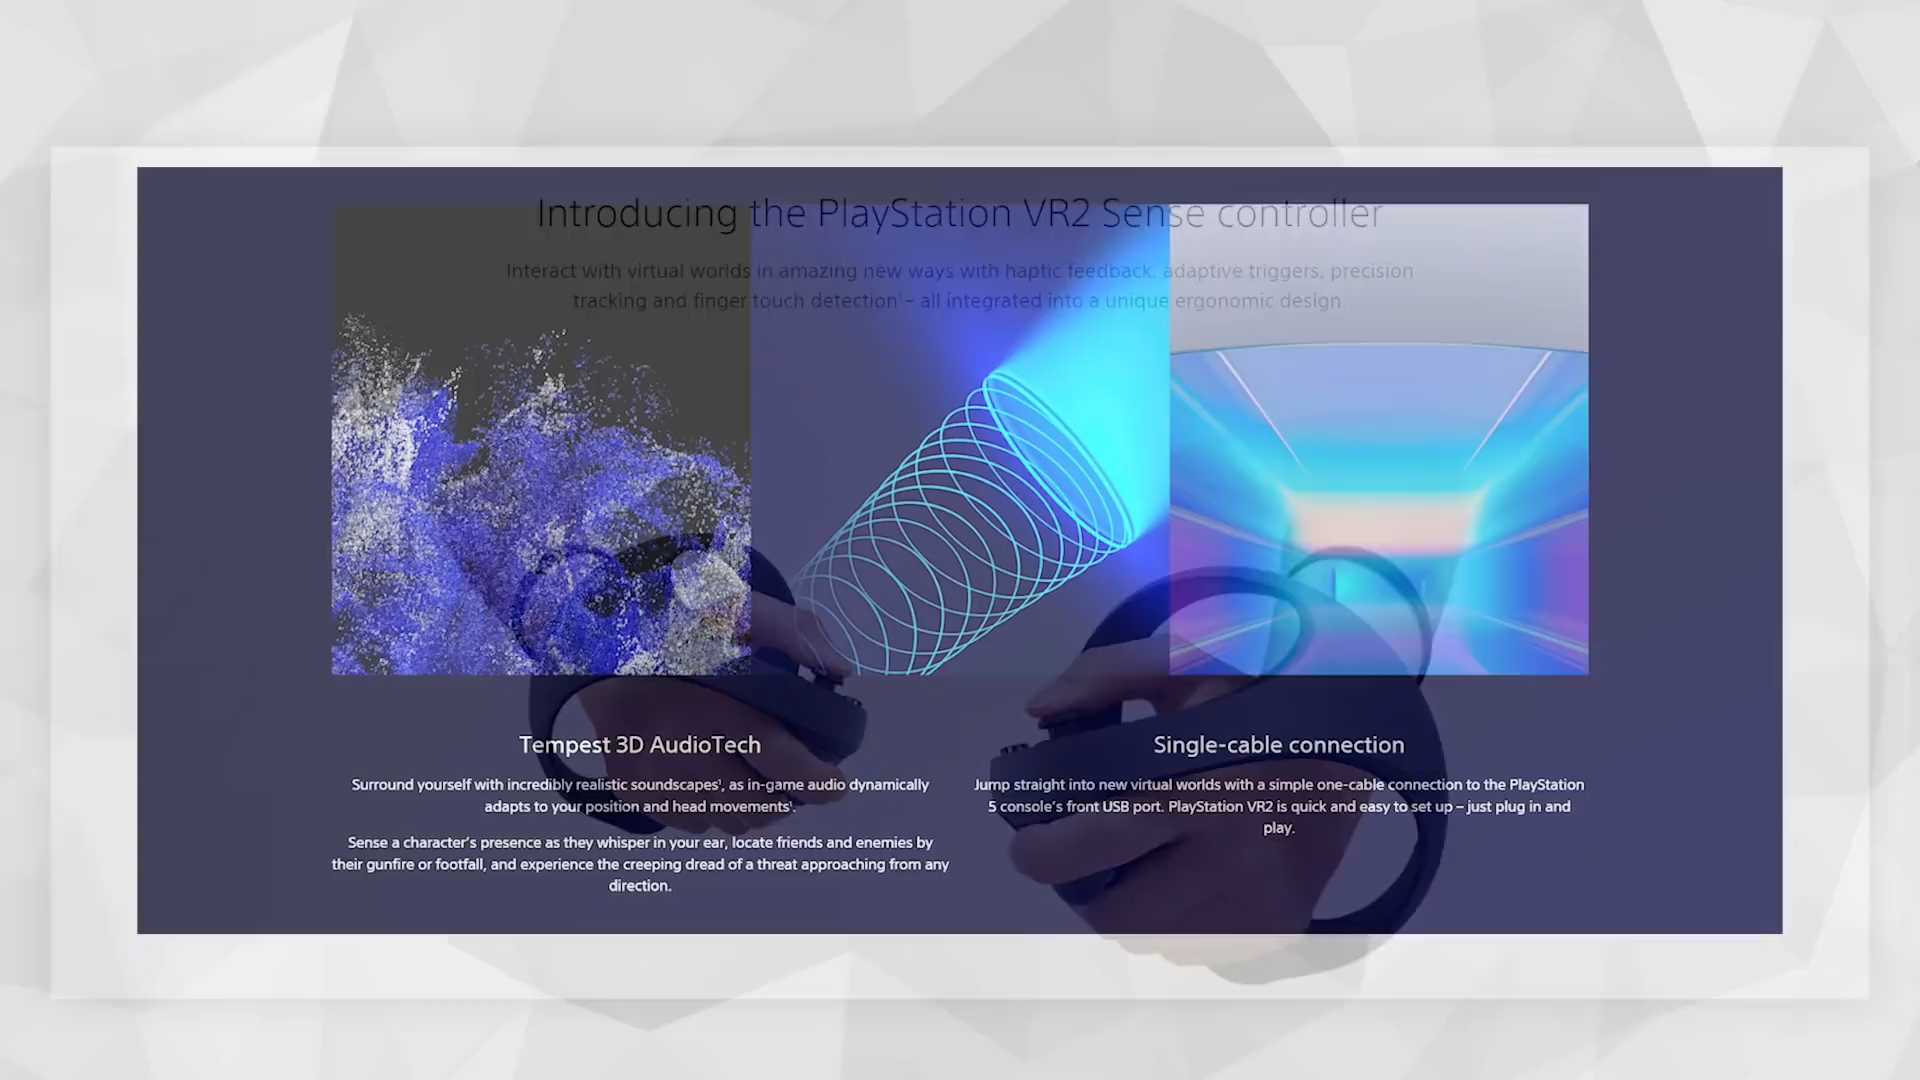 Introducing the PlayStation VR2 Sense controller
Interact with virtual worlds in amazing new ways with haptic feedback, adaptive triggers, precision
tracking and finger touch detection¹ – all integrated into a unique ergonomic design.
Tempest 3D AudioTech
Surround yourself with incredibly realistic soundscapes¹, as in-game audio dynamically
adapts to your position and head movements¹.
Sense a character's presence as they whisper in your ear, locate friends and enemies by
their gunfire or footfall, and experience the creeping dread of a threat approaching from any
direction.
Single-cable connection
Jump straight into new virtual worlds with a simple one-cable connection to the PlayStation
5 console's front USB port. PlayStation VR2 is quick and easy to set up – just plug in and
play.